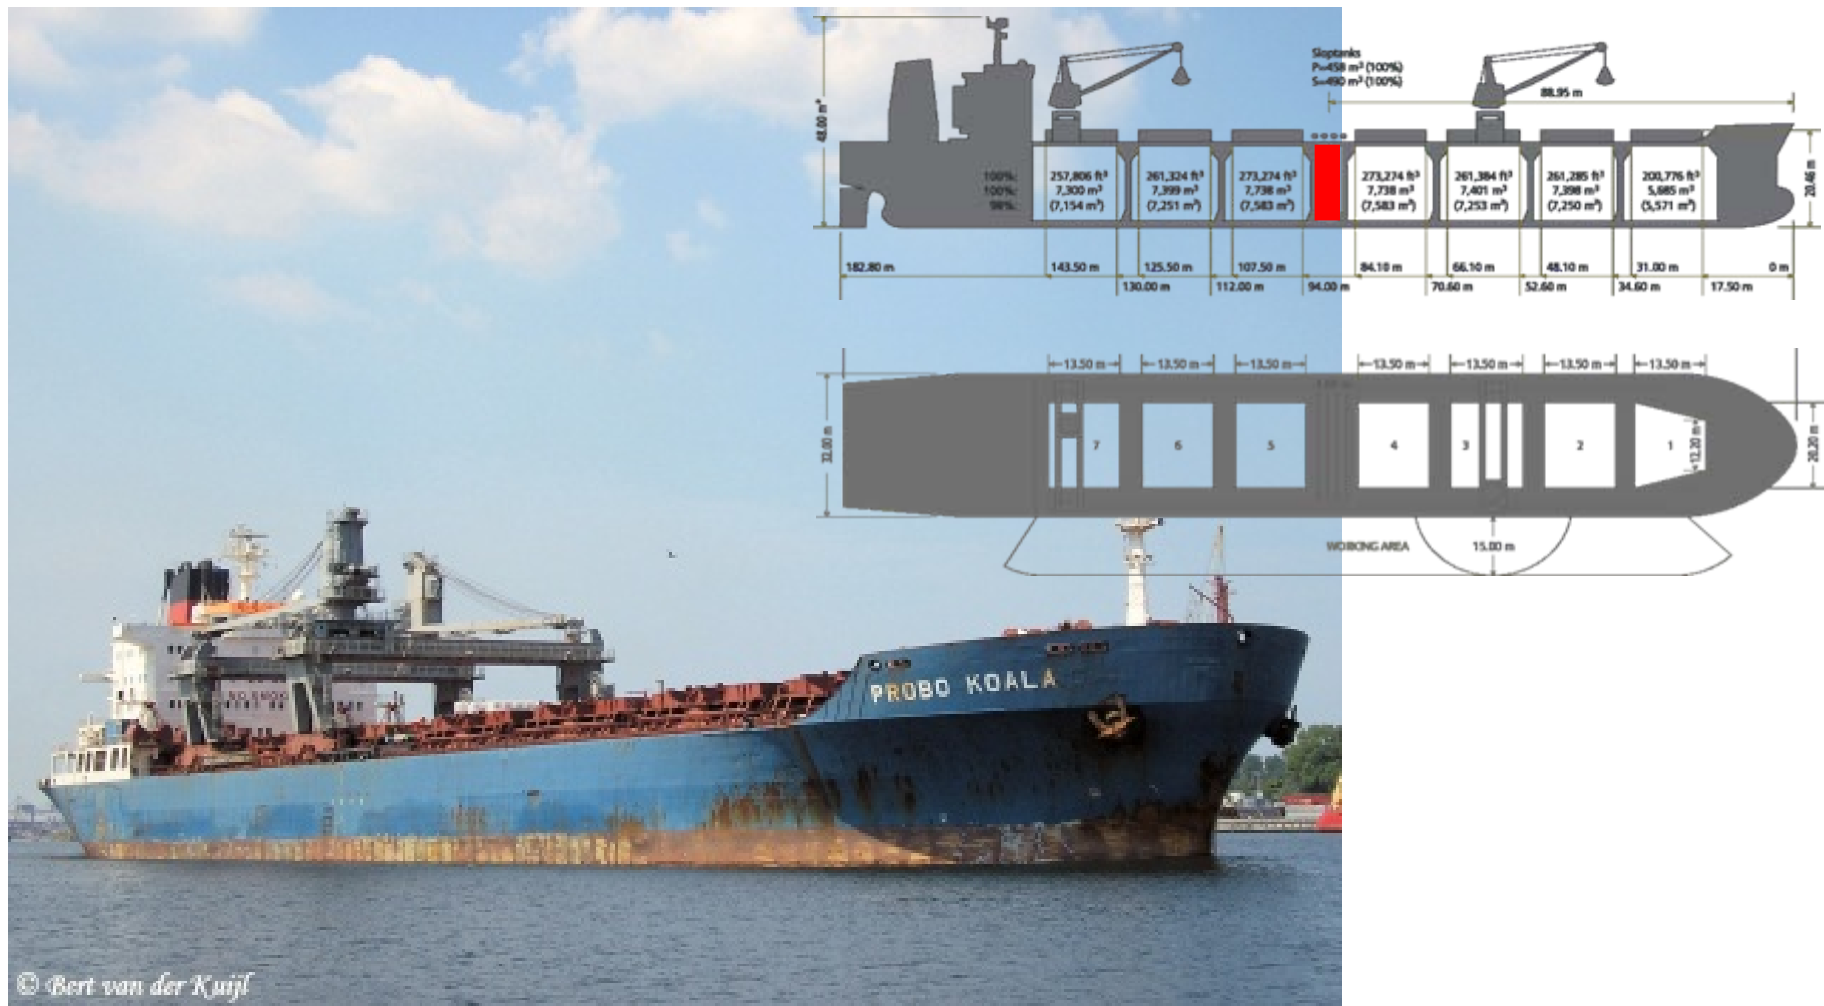 Sloptanks
P=458 m³ (100%)
S=490 m³ (100%)
88.95 m
48.00 m*
20.46 m
100%: 257,806 ft³ 261,324 ft³ 273,274 ft³ 273,274 ft³ 261,384 ft³ 261,285 ft³ 200,776 ft³
100%: 7,300 m³ 7,399 m³ 7,738 m³ 7,738 m³ 7,401 m³ 7,398 m³ 5,685 m³
98%: (7,154 m³) (7,251 m³) (7,583 m³) (7,583 m³) (7,253 m³) (7,250 m³) (5,571 m³)
182.80 m 143.50 m 125.50 m 107.50 m 84.10 m 66.10 m 48.10 m 31.00 m 0 m
130.00 m 112.00 m 94.00 m 70.60 m 52.60 m 34.60 m 17.50 m
13.50 m 13.50 m 13.50 m 13.50 m 13.50 m 13.50 m 13.50 m
32.00 m
7 6 5 4 3 2 1
12.20 m
20.20 m
WORKING AREA 15.00 m
PROBO KOALA
NO SMOK
© Bert van der Kuijl